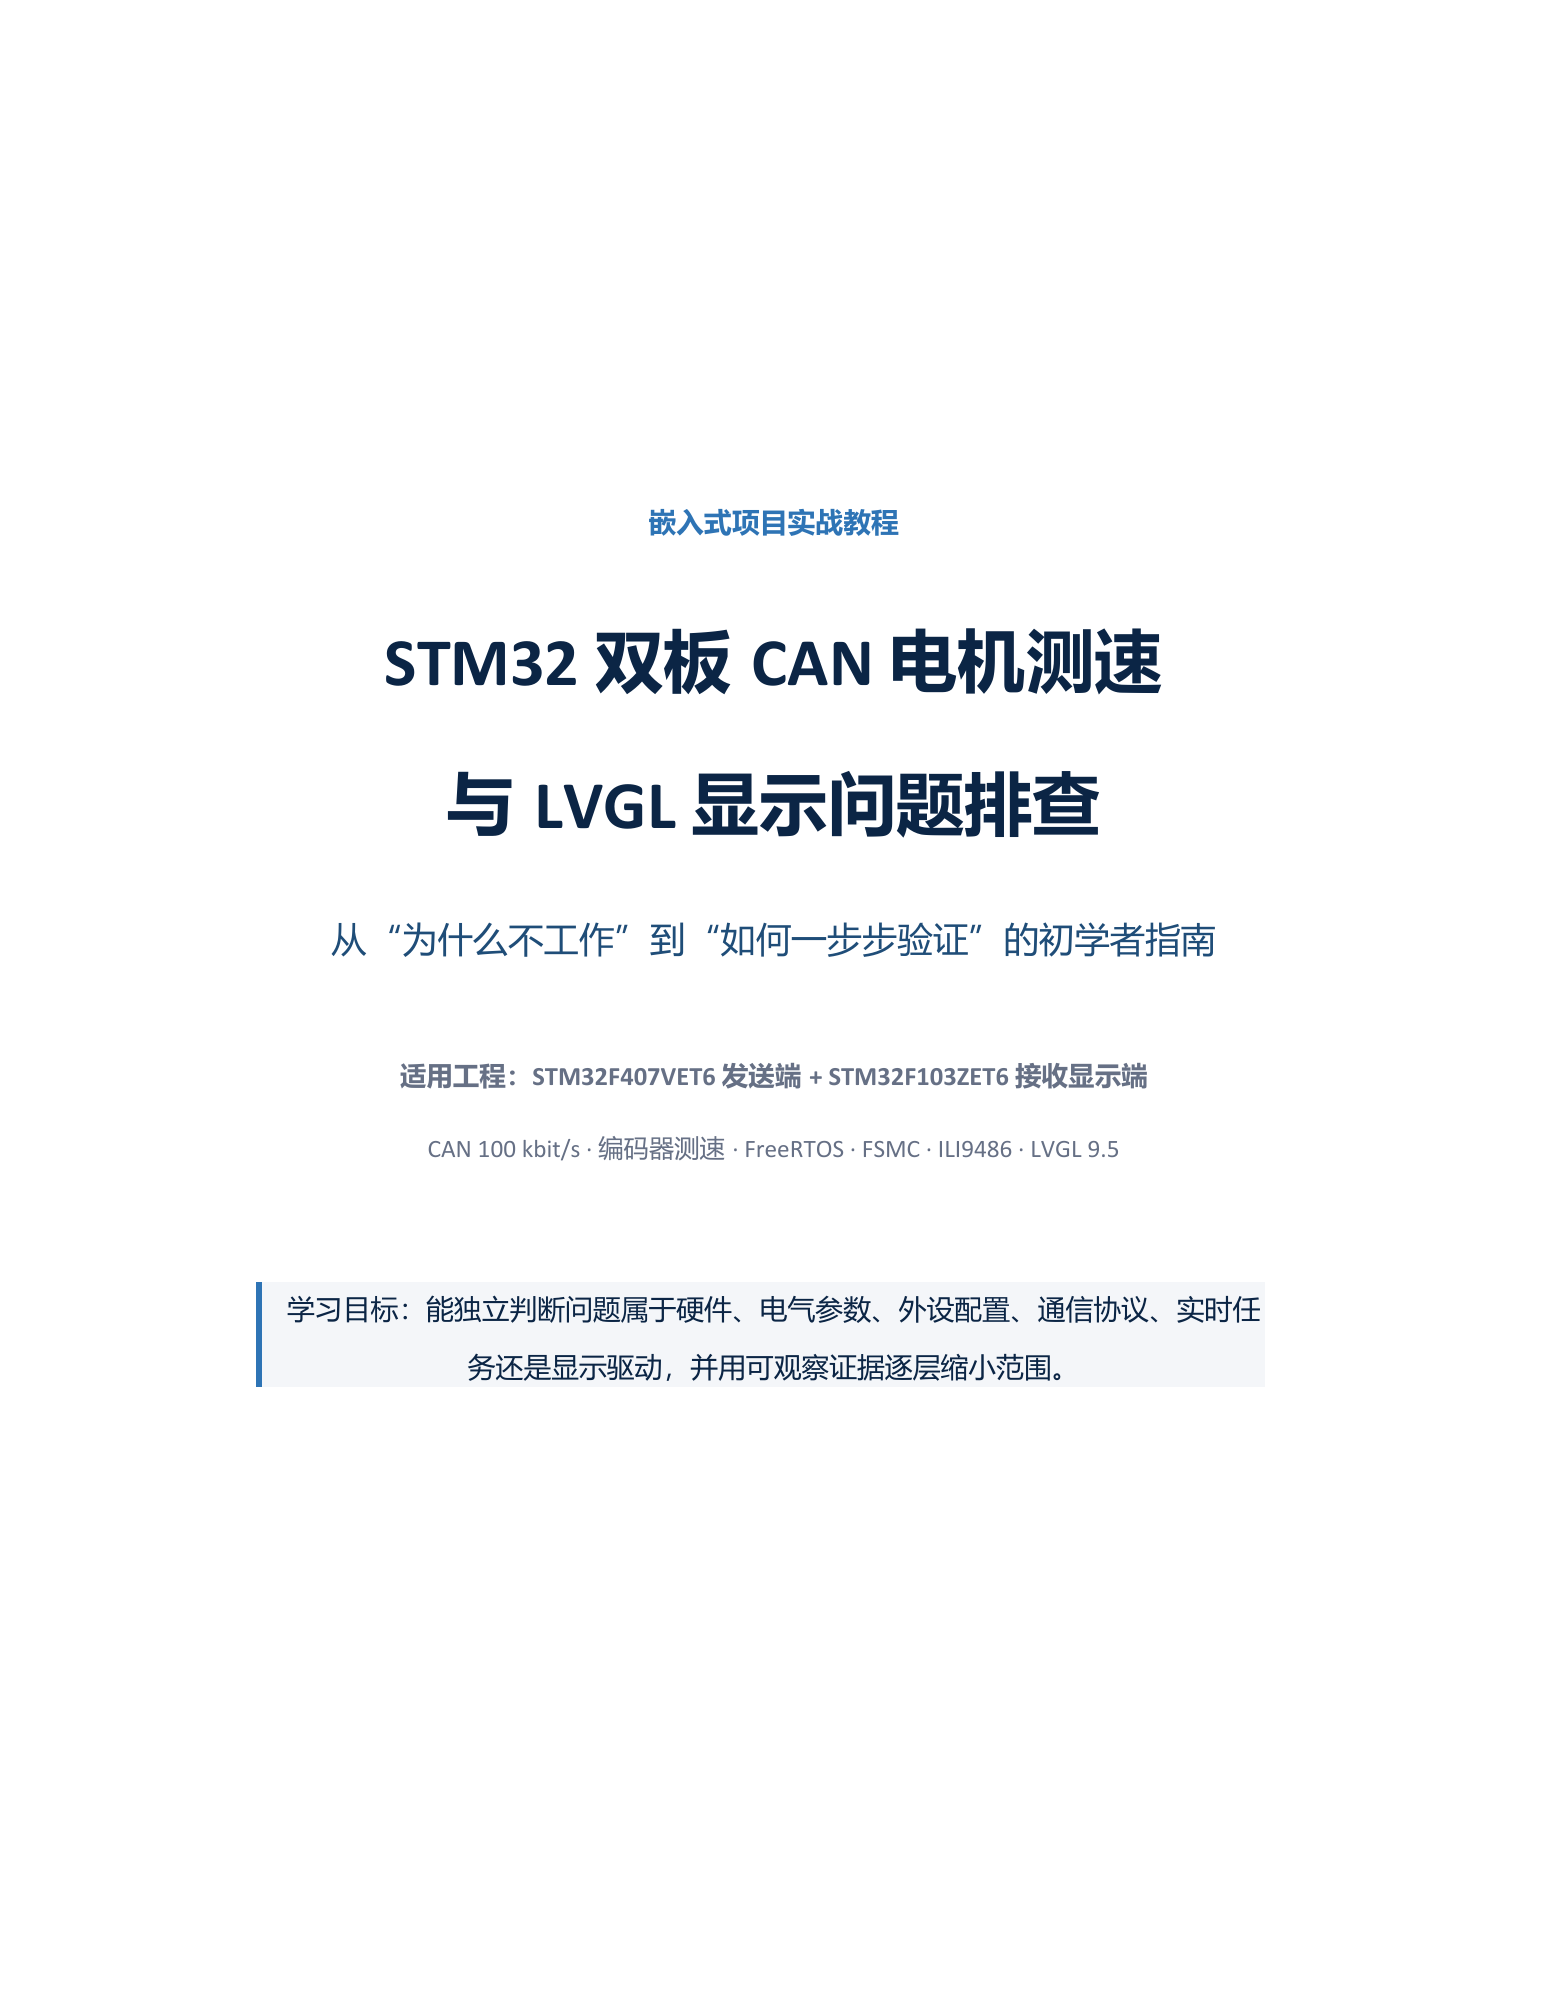 嵌入式项目实战教程
STM32 双板 CAN 电机测速
与 LVGL 显示问题排查
从“为什么不工作”到“如何一步步验证”的初学者指南
适用工程：STM32F407VET6 发送端 + STM32F103ZET6 接收显示端
CAN 100 kbit/s · 编码器测速 · FreeRTOS · FSMC · ILI9486 · LVGL 9.5
学习目标：能独立判断问题属于硬件、电气参数、外设配置、通信协议、实时任
务还是显示驱动，并用可观察证据逐层缩小范围。